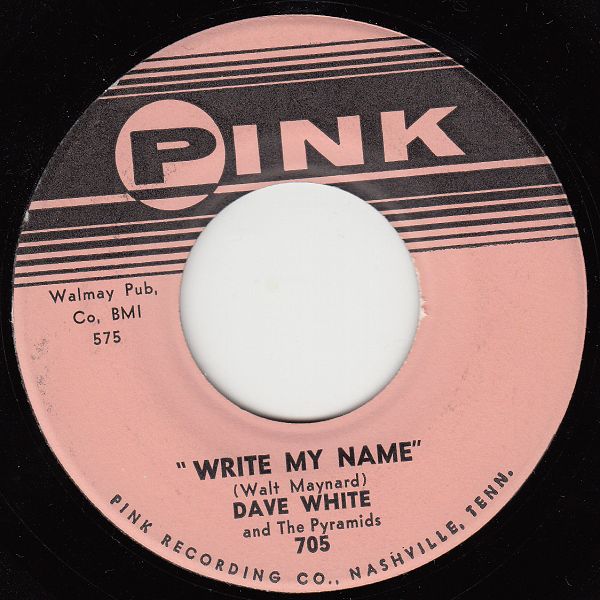 PINK
Walmay Pub,
Co, BMI
575
"WRITE MY NAME"
(Walt Maynard)
DAVE WHITE
and The Pyramids
705
PINK RECORDING CO., NASHVILLE, TENN.